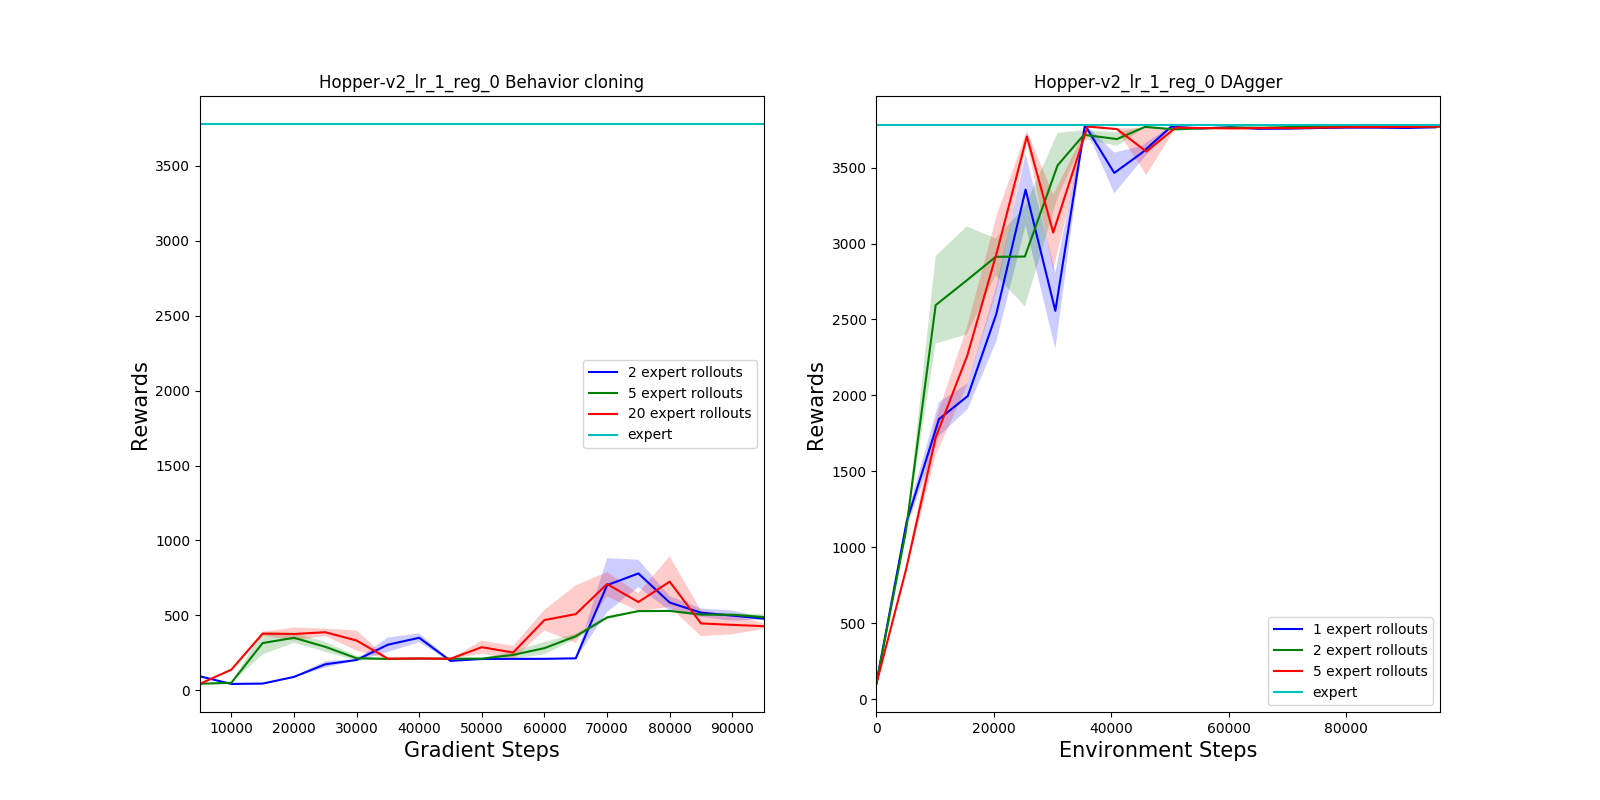 Hopper-v2_lr_1_reg_0 Behavior cloning
Rewards
3500
3000
2500
2000
1500
1000
500
0
2 expert rollouts
5 expert rollouts
20 expert rollouts
expert
10000 20000 30000 40000 50000 60000 70000 80000 90000
Gradient Steps
Hopper-v2_lr_1_reg_0 DAgger
Rewards
3500
3000
2500
2000
1500
1000
500
0
1 expert rollouts
2 expert rollouts
5 expert rollouts
expert
0 20000 40000 60000 80000
Environment Steps